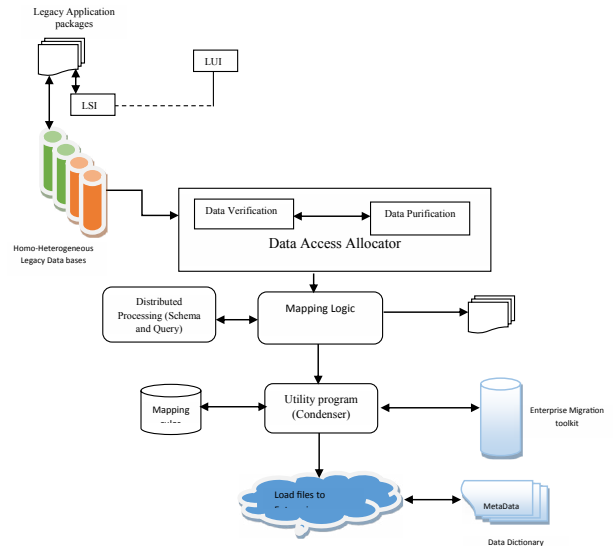 Legacy Application
packages
LUI
LSI
Homo-Heterogeneous
Legacy Data bases
Data Verification
Data Purification
Data Access Allocator
Distributed
Processing (Schema
and Query)
Mapping Logic
Mapping
Utility program
(Condenser)
Enterprise Migration
toolkit
Load files to
MetaData
Data Dictionary